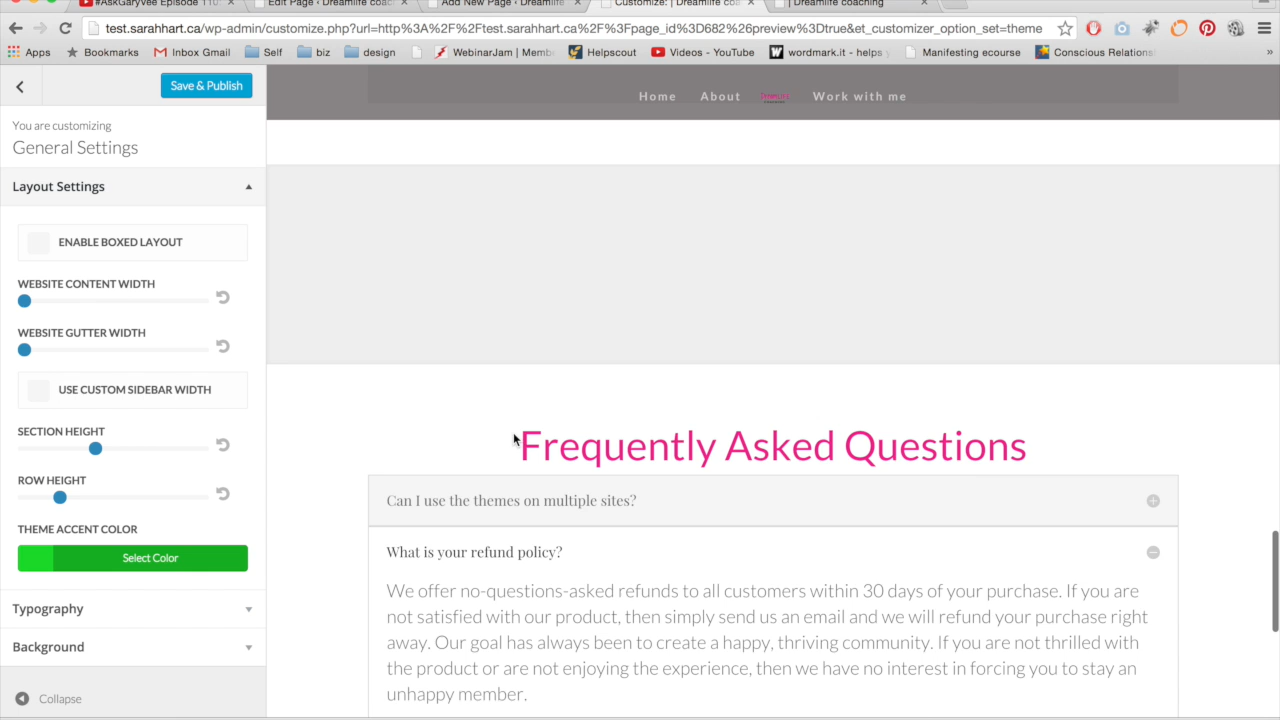 #AskGaryVee Episode 110:
Edit Page ‹ Dreamlife coac
Add New Page ‹ Dreamlife
Customize: | Dreamlife coa
| Dreamlife coaching
test.sarahhart.ca/wp-admin/customize.php?url=http%3A%2F%2Ftest.sarahhart.ca%2F%3Fpage_id%3D682%26preview%3Dtrue&et_customizer_option_set=theme
Apps
Bookmarks
Inbox Gmail
Self
biz
design
WebinarJam | Memb
Helpscout
Videos - YouTube
wordmark.it - helps y
Manifesting ecourse
Conscious Relations
»
Save & Publish
Home About Work with me
You are customizing
General Settings
Layout Settings
ENABLE BOXED LAYOUT
WEBSITE CONTENT WIDTH
WEBSITE GUTTER WIDTH
USE CUSTOM SIDEBAR WIDTH
SECTION HEIGHT
ROW HEIGHT
THEME ACCENT COLOR
Select Color
Typography
Background
Collapse
Frequently Asked Questions
Can I use the themes on multiple sites?
What is your refund policy?
We offer no-questions-asked refunds to all customers within 30 days of your purchase. If you are
not satisfied with our product, then simply send us an email and we will refund your purchase right
away. Our goal has always been to create a happy, thriving community. If you are not thrilled with
the product or are not enjoying the experience, then we have no interest in forcing you to stay an
unhappy member.